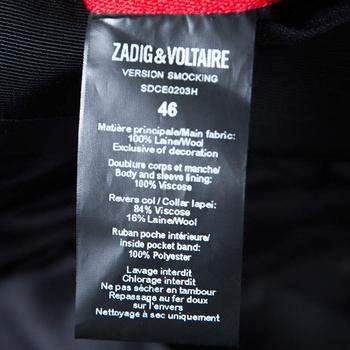 ZADIG&VOLTAIRE
VERSION SMOCKING
SDCE0203H
46
Matière principale/Main fabric:
100% Laine/Wool
Exclusive of decoration
Doublure corps et manche/
Body and sleeve lining:
100% Viscose
Revers col / Collar lapel:
84% Viscose
16% Laine/Wool
Ruban poche intérieure/
Inside pocket band:
100% Polyester
Lavage interdit
Chlorage interdit
Ne pas sécher en tambour
Repassage au fer doux
sur l'envers
Nettoyage à sec uniquement